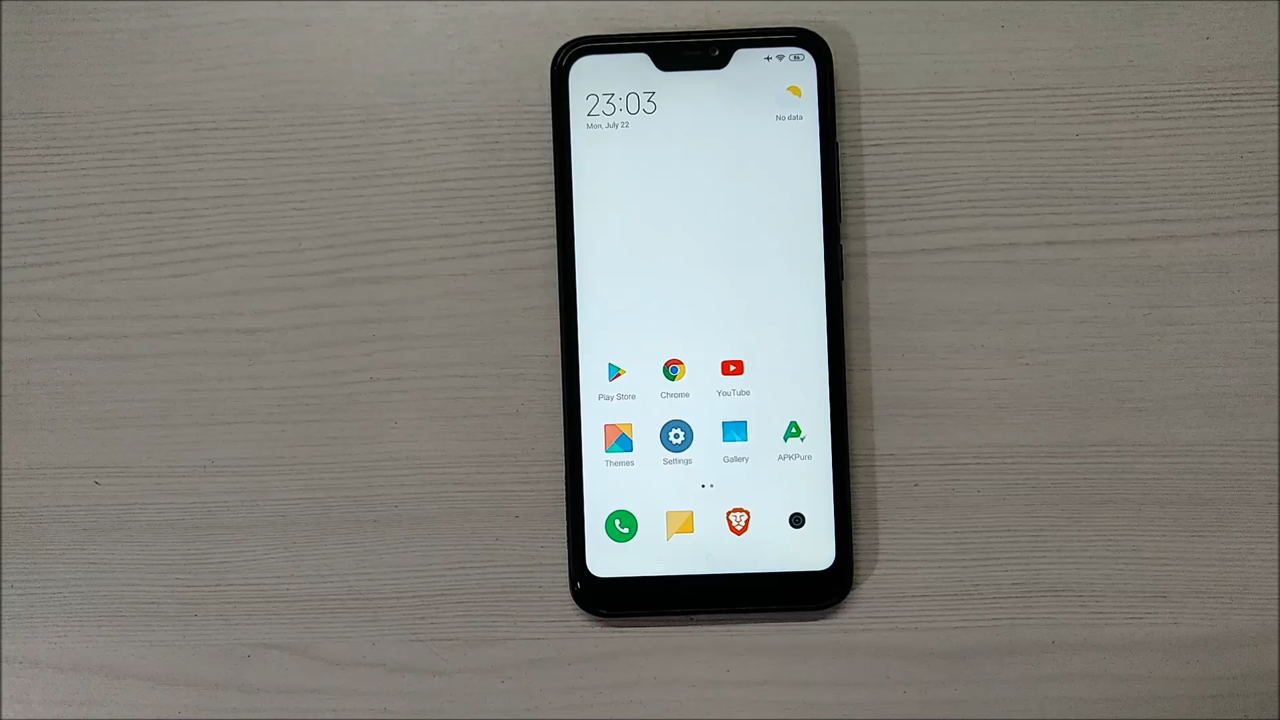 23:03
Mon, July 22
No data
Play Store
Chrome
YouTube
Themes
Settings
Gallery
APKPure